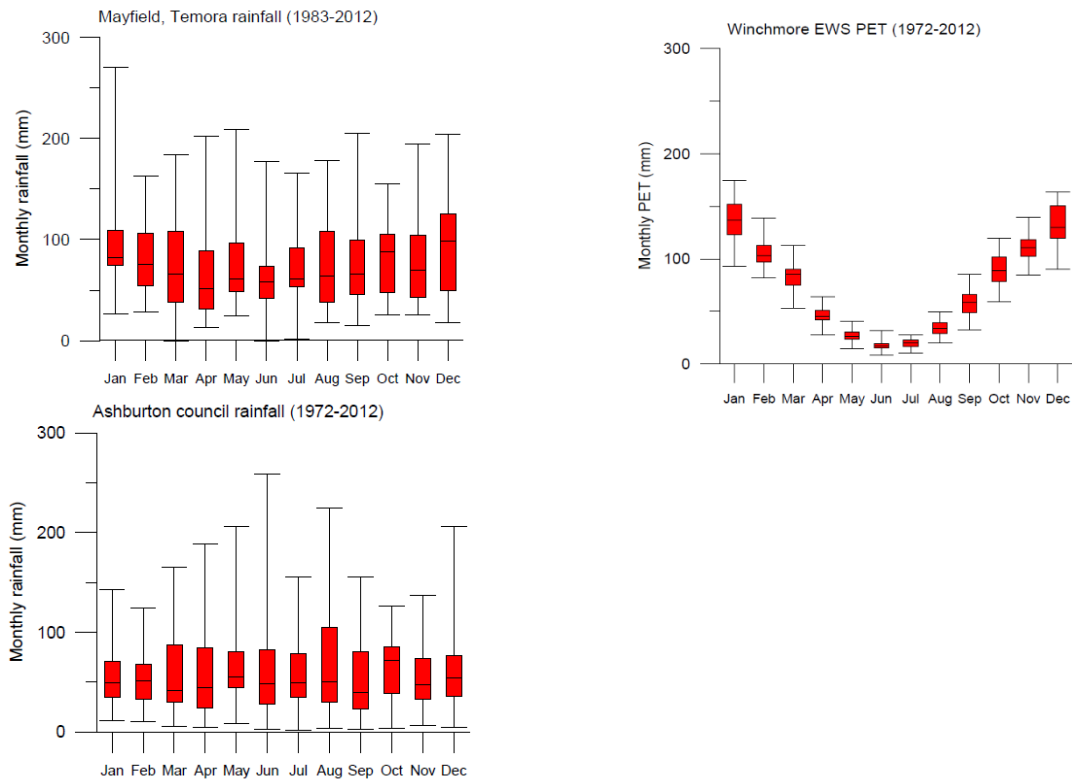 Mayfield, Temora rainfall (1983-2012)
Monthly rainfall (mm)
300
200
100
0
Jan Feb Mar Apr May Jun Jul Aug Sep Oct Nov Dec
Winchmore EWS PET (1972-2012)
Monthly PET (mm)
300
200
100
0
Jan Feb Mar Apr May Jun Jul Aug Sep Oct Nov Dec
Ashburton council rainfall (1972-2012)
Monthly rainfall (mm)
300
200
100
0
Jan Feb Mar Apr May Jun Jul Aug Sep Oct Nov Dec